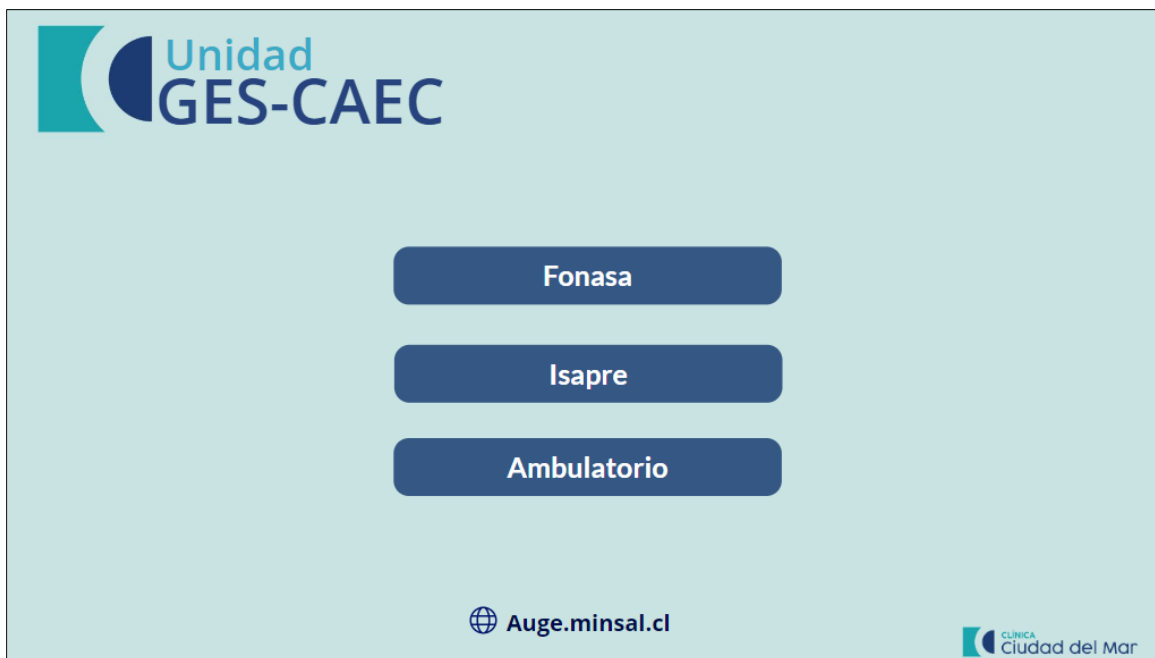 Unidad
GES-CAEC
Fonasa
Isapre
Ambulatorio
Auge.minsal.cl
CLÍNICA
Ciudad del Mar